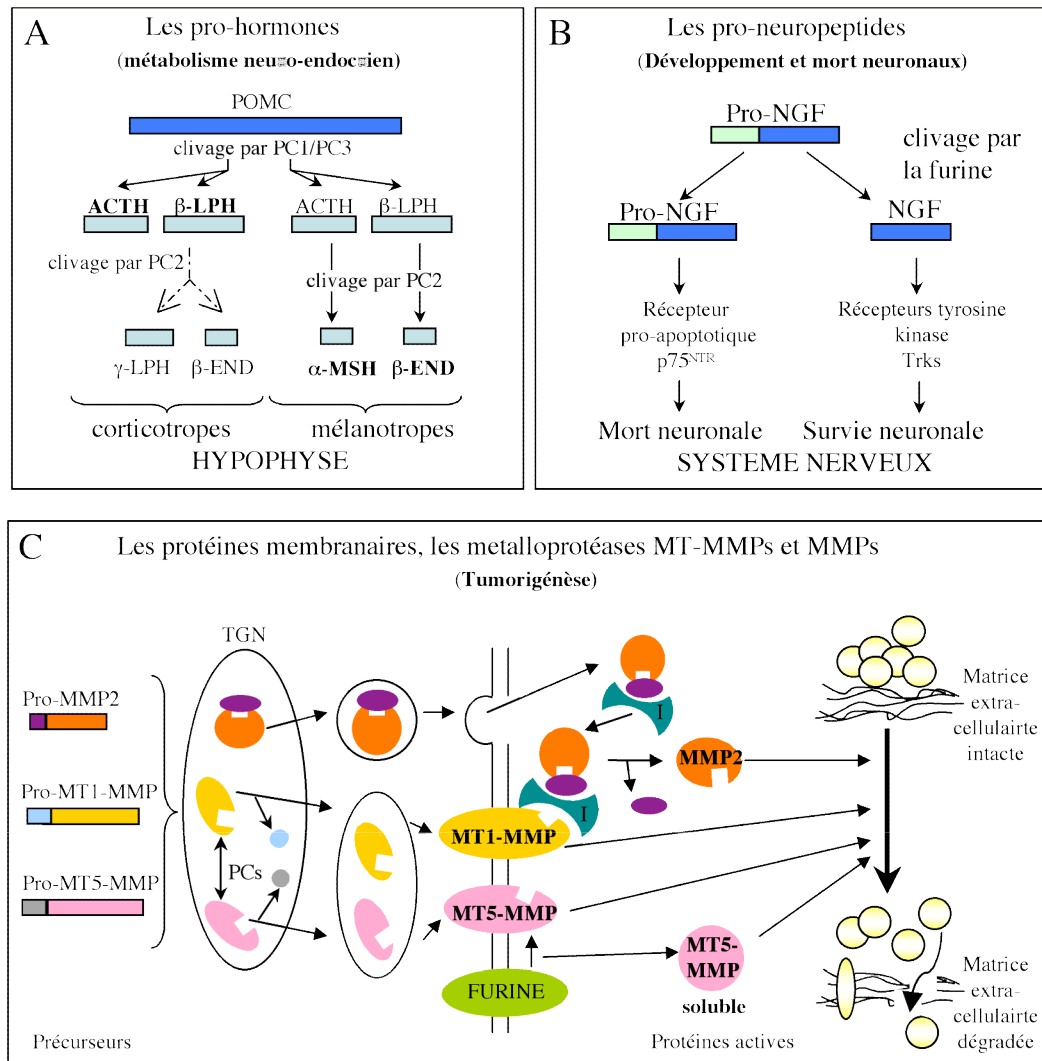 A
Les pro-hormones
(métabolisme neuro-endocrien)
POMC
clivage par PC1/PC3
ACTH
β-LPH
ACTH
β-LPH
clivage par PC2
clivage par PC2
γ-LPH
β-END
α-MSH
β-END
corticotropes
mélanotropes
HYPOPHYSE
B
Les pro-neuropeptides
(Développement et mort neuronaux)
Pro-NGF
clivage par
la furine
Pro-NGF
NGF
Récepteur
pro-apoptotique
p75NTR
Récepteurs tyrosine
kinase
Trks
Mort neuronale
Survie neuronale
SYSTEME NERVEUX
C
Les protéines membranaires, les metalloprotéases MT-MMPs et MMPs
(Tumorigénèse)
TGN
Pro-MMP2
Pro-MT1-MMP
Pro-MT5-MMP
PCs
I
I
MMP2
MT1-MMP
MT5-MMP
FURINE
MT5-
MMP
soluble
Matrice
extra-
cellulairte
intacte
Matrice
extra-
cellulairte
dégradée
Précurseurs
Protéines actives